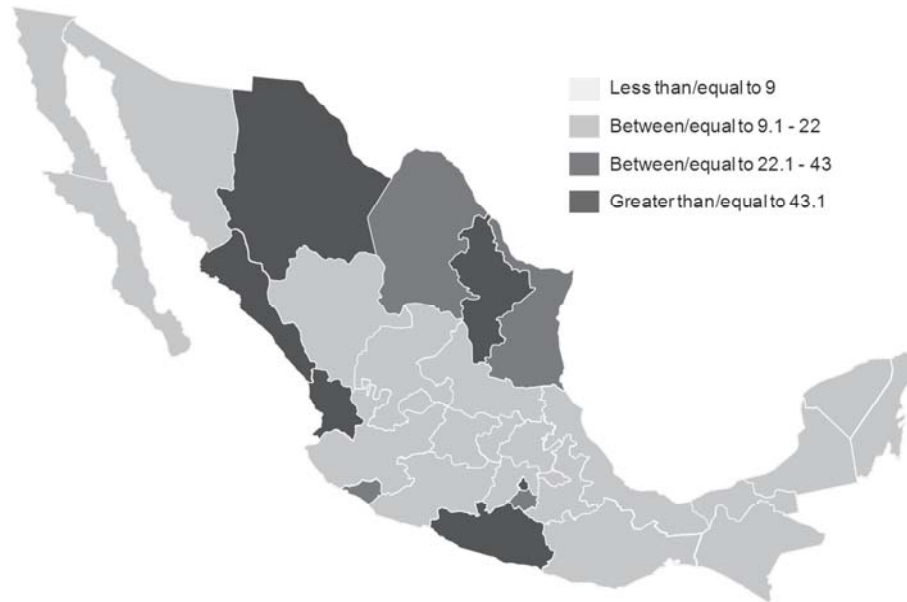 Less than/equal to 9
Between/equal to 9.1 - 22
Between/equal to 22.1 - 43
Greater than/equal to 43.1